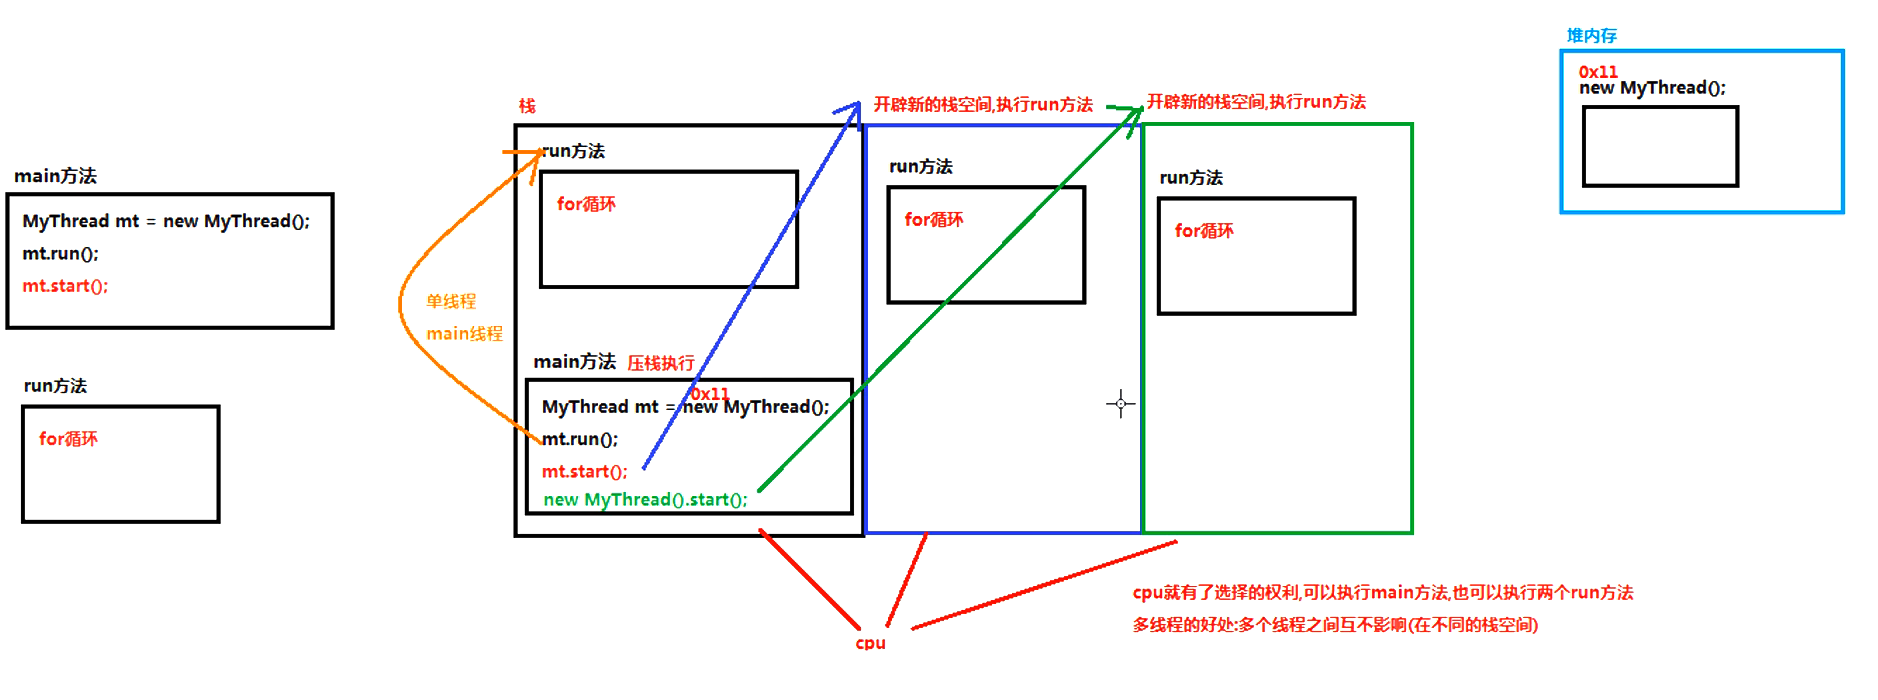 main方法
MyThread mt = new MyThread();
mt.run();
mt.start();
run方法
for循环
单线程
main线程
栈
run方法
for循环
main方法 压栈执行
0x11
MyThread mt = new MyThread();
mt.run();
mt.start();
new MyThread().start();
开辟新的栈空间,执行run方法
run方法
for循环
开辟新的栈空间,执行run方法
run方法
for循环
堆内存
0x11
new MyThread();
cpu
cpu就有了选择的权利,可以执行main方法,也可以执行两个run方法
多线程的好处:多个线程之间互不影响(在不同的栈空间)